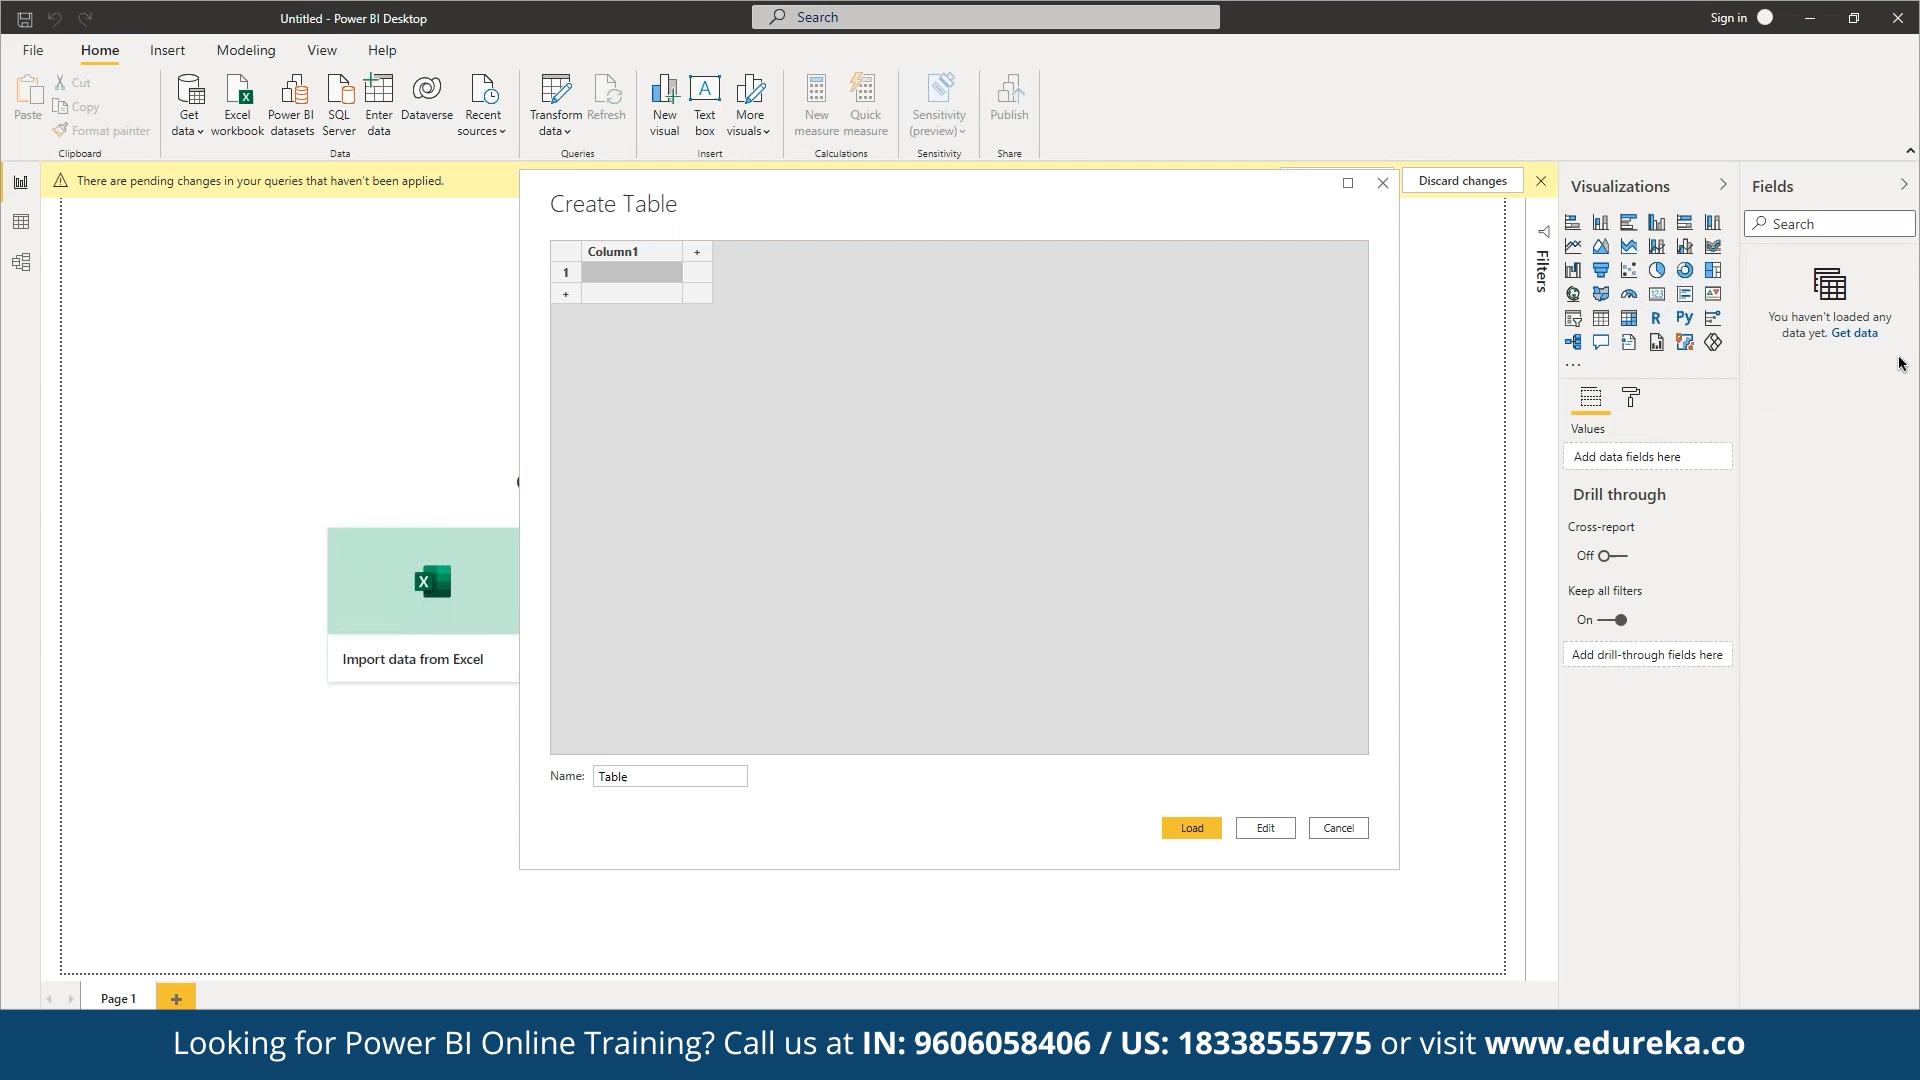 Untitled - Power BI Desktop
Search
Sign in
File
Home
Insert
Modeling
View
Help
Paste
Cut
Copy
Format painter
Clipboard
Get data
Excel workbook
Power BI datasets
SQL Server
Enter data
Dataverse
Recent sources
Data
Transform data
Refresh
Queries
New visual
Text box
More visuals
Insert
New measure
Quick measure
Calculations
Sensitivity (preview)
Sensitivity
Publish
Share
There are pending changes in your queries that haven't been applied.
Discard changes
Create Table
Column1
+
1
+
Name:
Table
Load
Edit
Cancel
Import data from Excel
Filters
Visualizations
R
Py
...
Values
Add data fields here
Drill through
Cross-report
Off
Keep all filters
On
Add drill-through fields here
Fields
Search
You haven't loaded any
data yet. Get data
Page 1
+
Looking for Power BI Online Training? Call us at IN: 9606058406 / US: 18338555775 or visit www.edureka.co